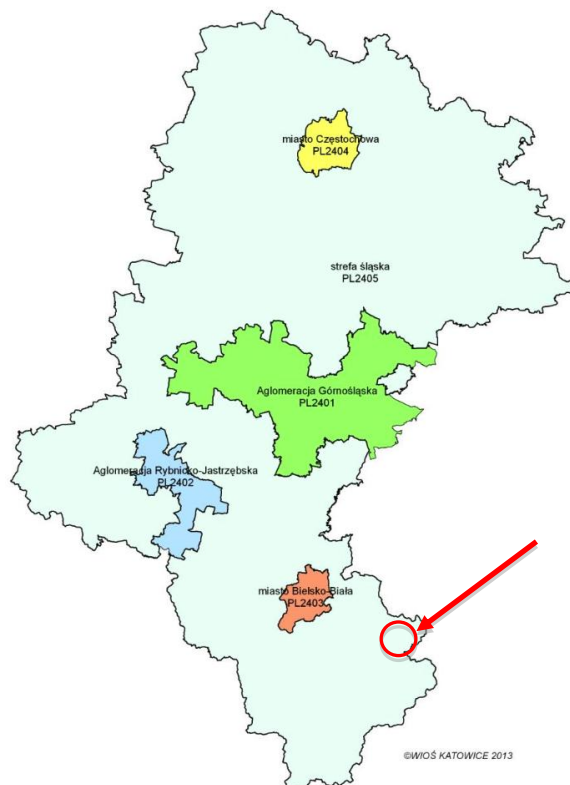 miasto Częstochowa
PL2404
strefa śląska
PL2405
Aglomeracja Górnośląska
PL2401
Aglomeracja Rybnicko-Jastrzębska
PL2402
miasto Bielsko-Biała
PL2403
©WIOŚ KATOWICE 2013